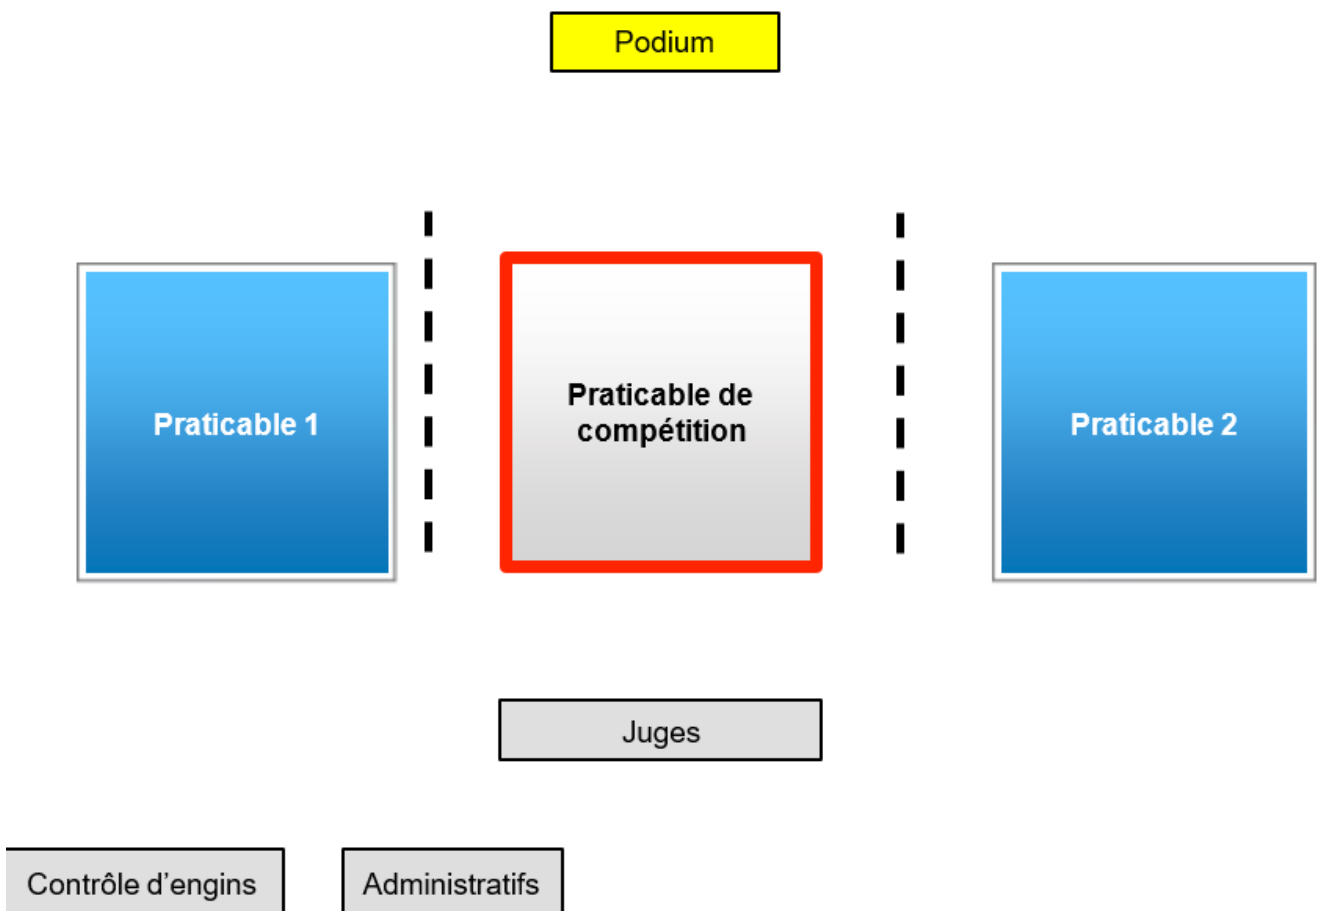 Podium
Praticable 1
Praticable de
compétition
Praticable 2
Juges
Contrôle d'engins
Administratifs